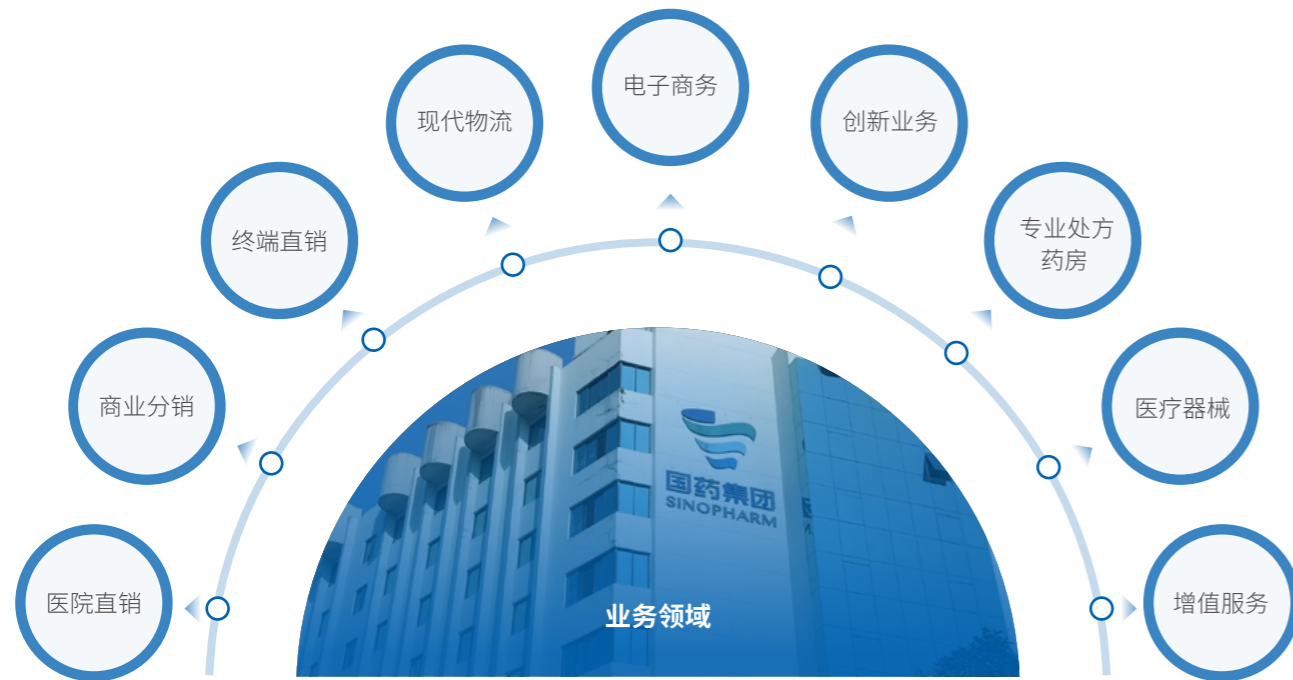 电子商务
现代物流
创新业务
终端直销
专业处方
药房
商业分销
医疗器械
国药集团
SINOPHARM
医院直销
业务领域
增值服务